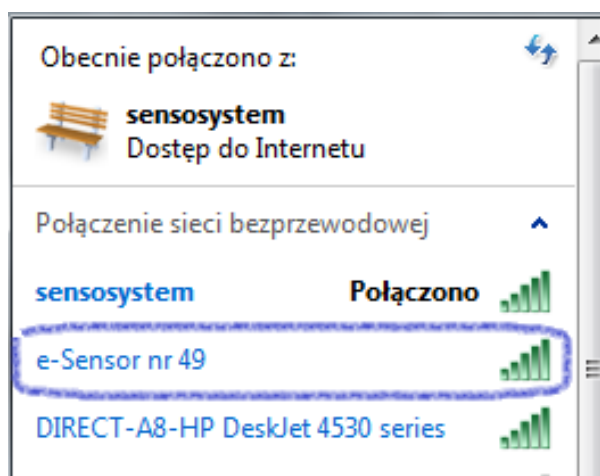 Obecnie połączono z:
sensosystem
Dostęp do Internetu
Połączenie sieci bezprzewodowej
sensosystem Połączono
e-Sensor nr 49
DIRECT-A8-HP DeskJet 4530 series